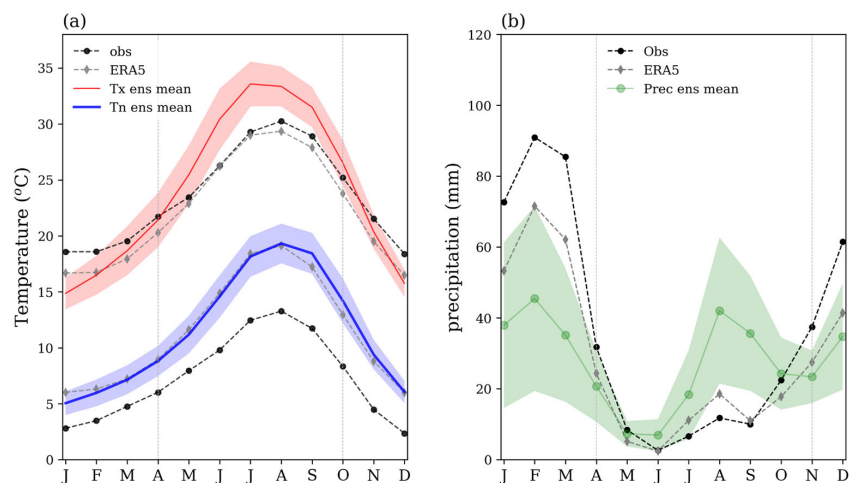 (a)
obs
ERA5
Tx ens mean
Tn ens mean
Temperature (°C)
35
30
25
20
15
10
5
0
J F M A M J J A S O N D
(b)
Obs
ERA5
Prec ens mean
precipitation (mm)
120
100
80
60
40
20
0
J F M A M J J A S O N D